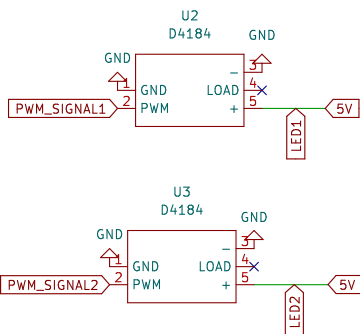 U2
D4184
GND
GND
3
−
1
GND
LOAD
4
PWM_SIGNAL1
2
PWM
+
5
5V
LED1
U3
D4184
GND
GND
3
−
1
GND
LOAD
4
PWM_SIGNAL2
2
PWM
+
5
5V
LED2